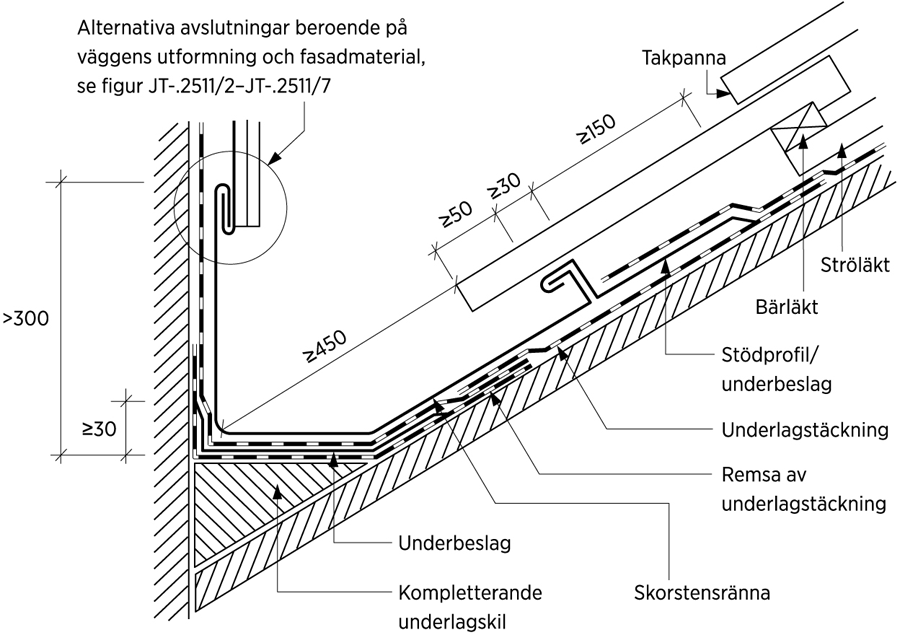 Alternativa avslutningar beroende på
väggens utformning och fasadmaterial,
se figur JT-.2511/2–JT-.2511/7
Takpanna
≥150
≥30
≥50
Ströläkt
Bärläkt
>300
≥450
Stödprofil/
underbeslag
≥30
Underlagstäckning
Remsa av
underlagstäckning
Underbeslag
Kompletterande
underlagskil
Skorstensränna